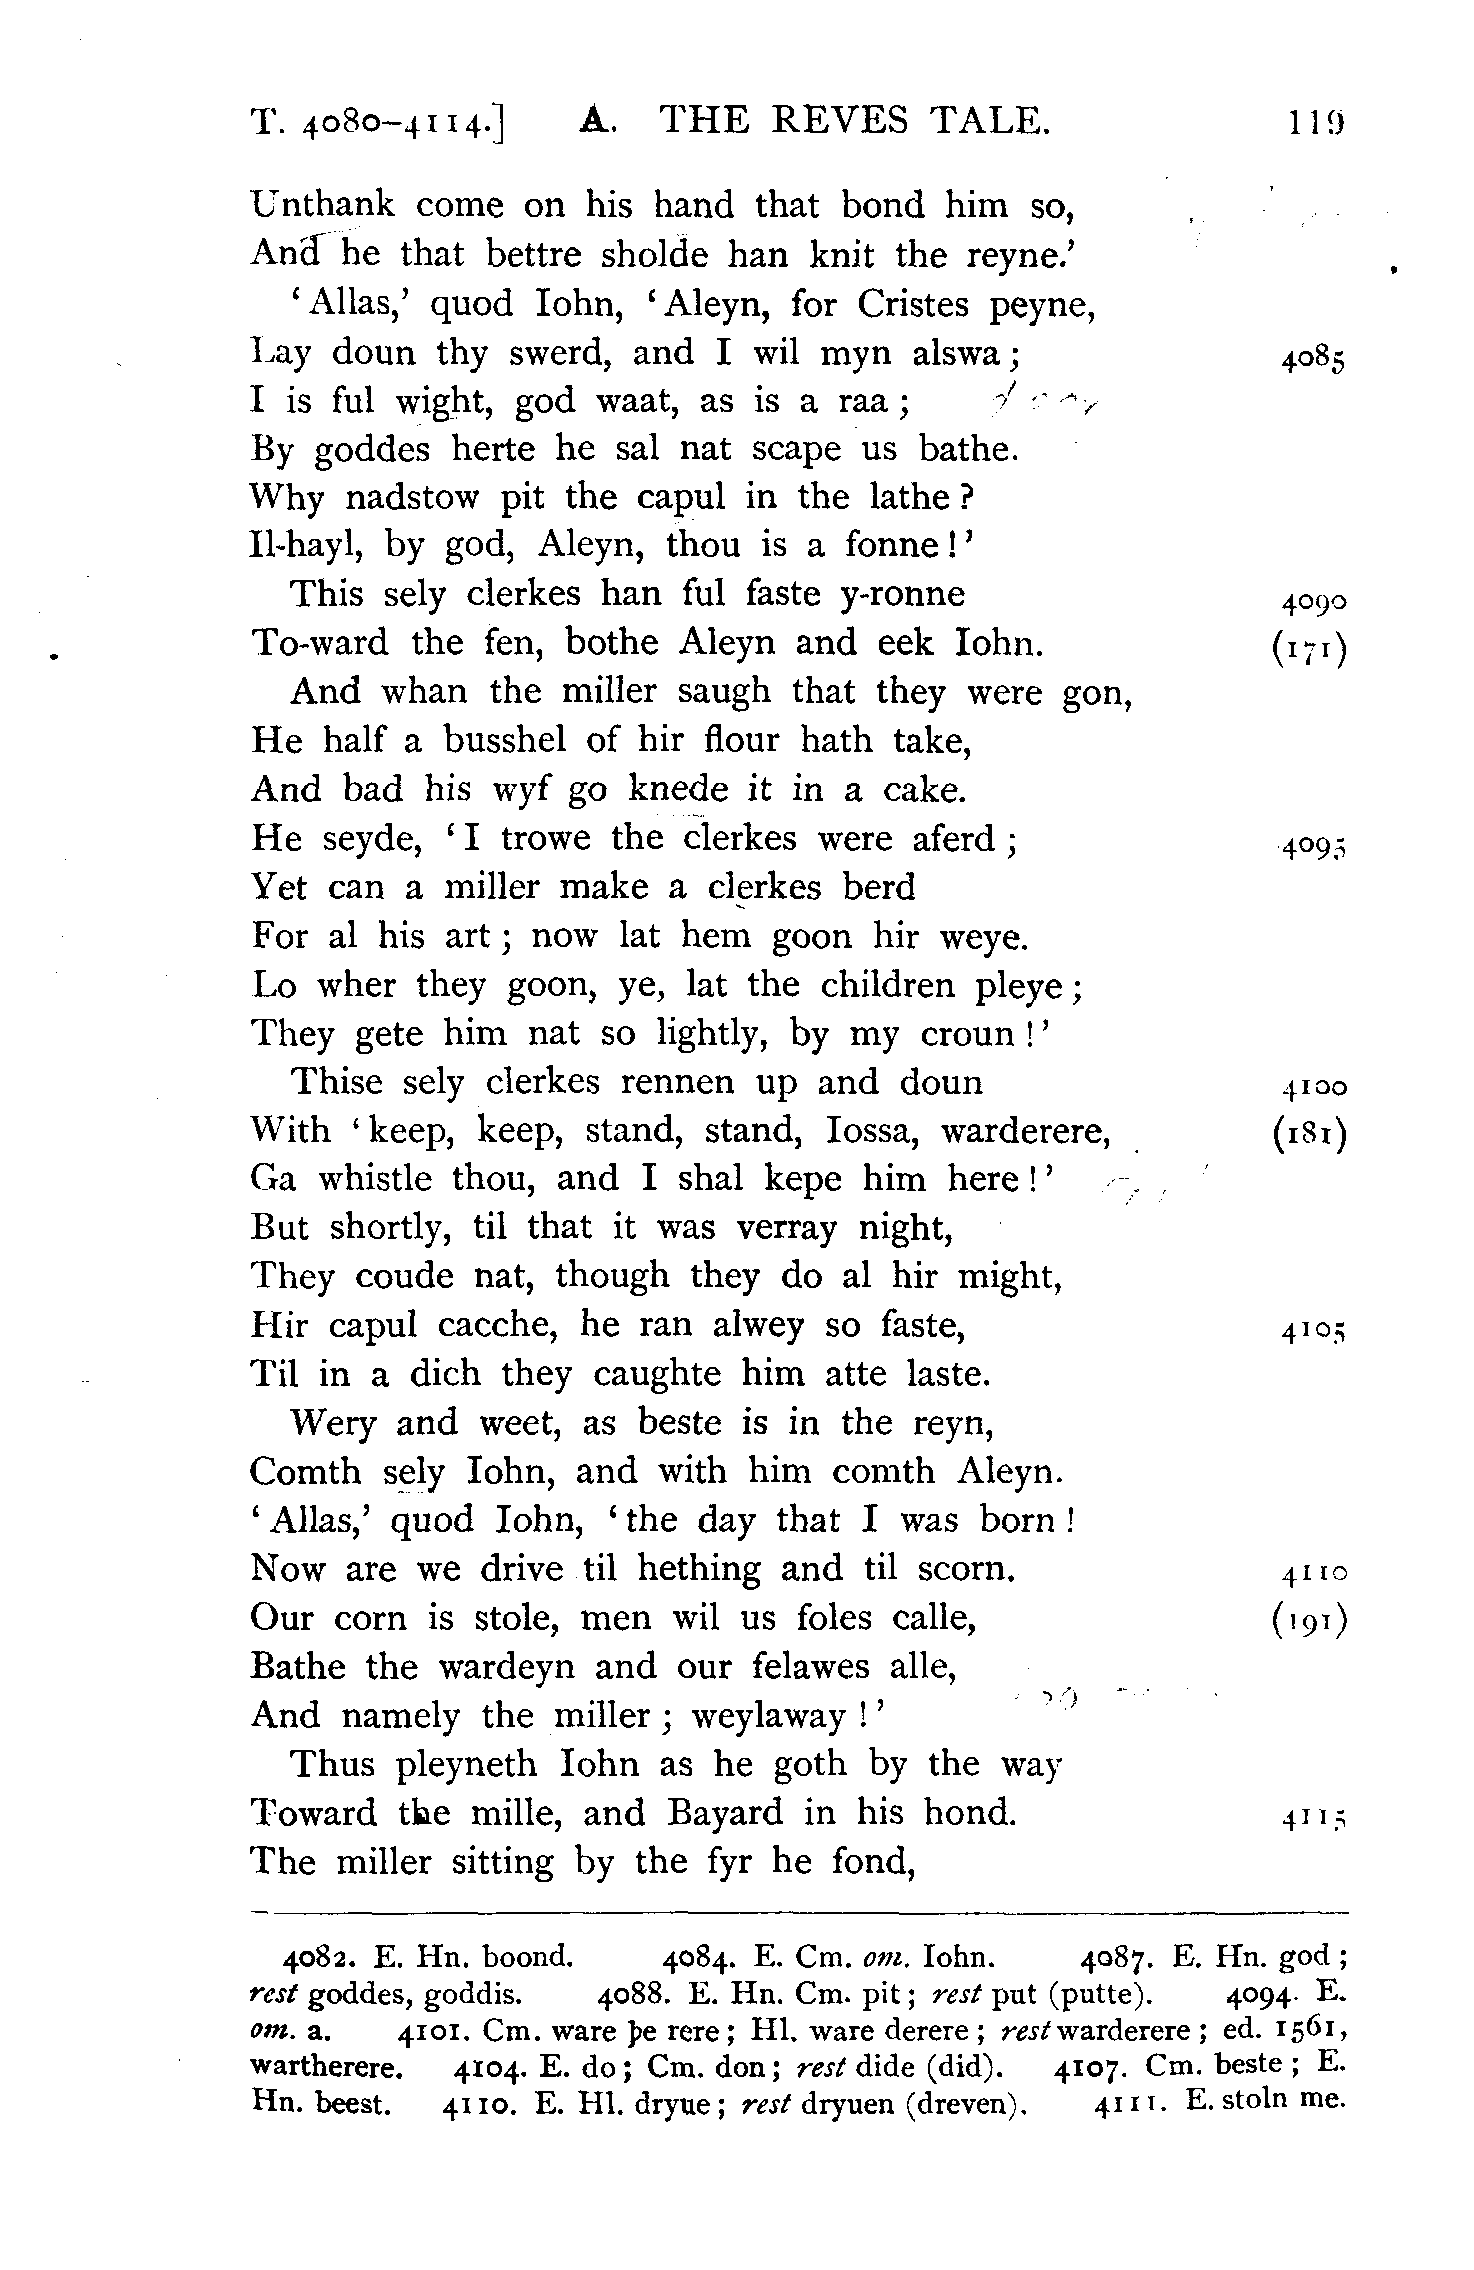 T. 4080–4114.] A. THE REVES TALE. 119
Unthank come on his hand that bond him so,
And he that bettre sholde han knit the reyne.’
‘Allas,’ quod Iohn, ‘Aleyn, for Cristes peyne,
Lay doun thy swerd, and I wil myn alswa; 4085
I is ful wight, god waat, as is a raa;
By goddes herte he sal nat scape us bathe.
Why nadstow pit the capul in the lathe?
Il-hayl, by god, Aleyn, thou is a fonne!’
This sely clerkes han ful faste y-ronne 4090
To-ward the fen, bothe Aleyn and eek Iohn. (171)
And whan the miller saugh that they were gon,
He half a busshel of hir flour hath take,
And bad his wyf go knede it in a cake.
He seyde, ‘I trowe the clerkes were aferd; 4095
Yet can a miller make a clerkes berd
For al his art; now lat hem goon hir weye.
Lo wher they goon, ye, lat the children pleye;
They gete him nat so lightly, by my croun!’
Thise sely clerkes rennen up and doun 4100
With ‘keep, keep, stand, stand, Iossa, warderere, (181)
Ga whistle thou, and I shal kepe him here!’
But shortly, til that it was verray night,
They coude nat, though they do al hir might,
Hir capul cacche, he ran alwey so faste, 4105
Til in a dich they caughte him atte laste.
Wery and weet, as beste is in the reyn,
Comth sely Iohn, and with him comth Aleyn.
‘Allas,’ quod Iohn, ‘the day that I was born!
Now are we drive til hething and til scorn. 4110
Our corn is stole, men wil us foles calle, (191)
Bathe the wardeyn and our felawes alle,
And namely the miller; weylaway!’
Thus pleyneth Iohn as he goth by the way
Toward the mille, and Bayard in his hond. 4115
The miller sitting by the fyr he fond,
4082. E. Hn. boond. 4084. E. Cm. om. Iohn. 4087. E. Hn. god;
rest goddes, goddis. 4088. E. Hn. Cm. pit; rest put (putte). 4094. E.
om. a. 4101. Cm. ware þe rere; Hl. ware derere; rest warderere; ed. 1561,
wartherere. 4104. E. do; Cm. don; rest dide (did). 4107. Cm. beste; E.
Hn. beest. 4110. E. Hl. dryue; rest dryuen (dreven). 4111. E. stoln me.